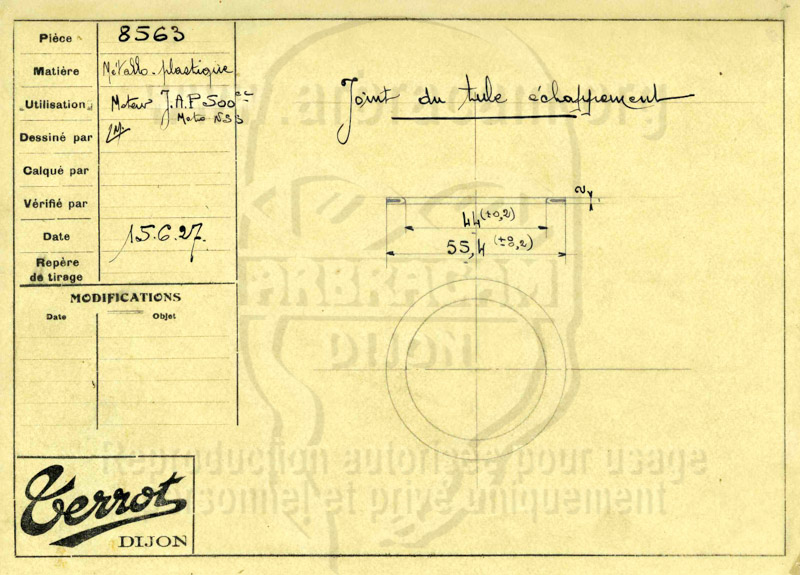 Pièce 8563
Matière Métallo-plastique
Utilisation Moteur J.A.P 500cc
Moto NSS
Dessiné par
Calqué par
Vérifié par
Date 15.6.27.
Repère
de tirage
MODIFICATIONS
Date Objet
Joint du tube échappement
2
44 (±0,2)
55,4 (±0,2)
ARBRACAM
DIJON
Reproduction autorisée pour usage
personnel et privé uniquement
Terrot
DIJON